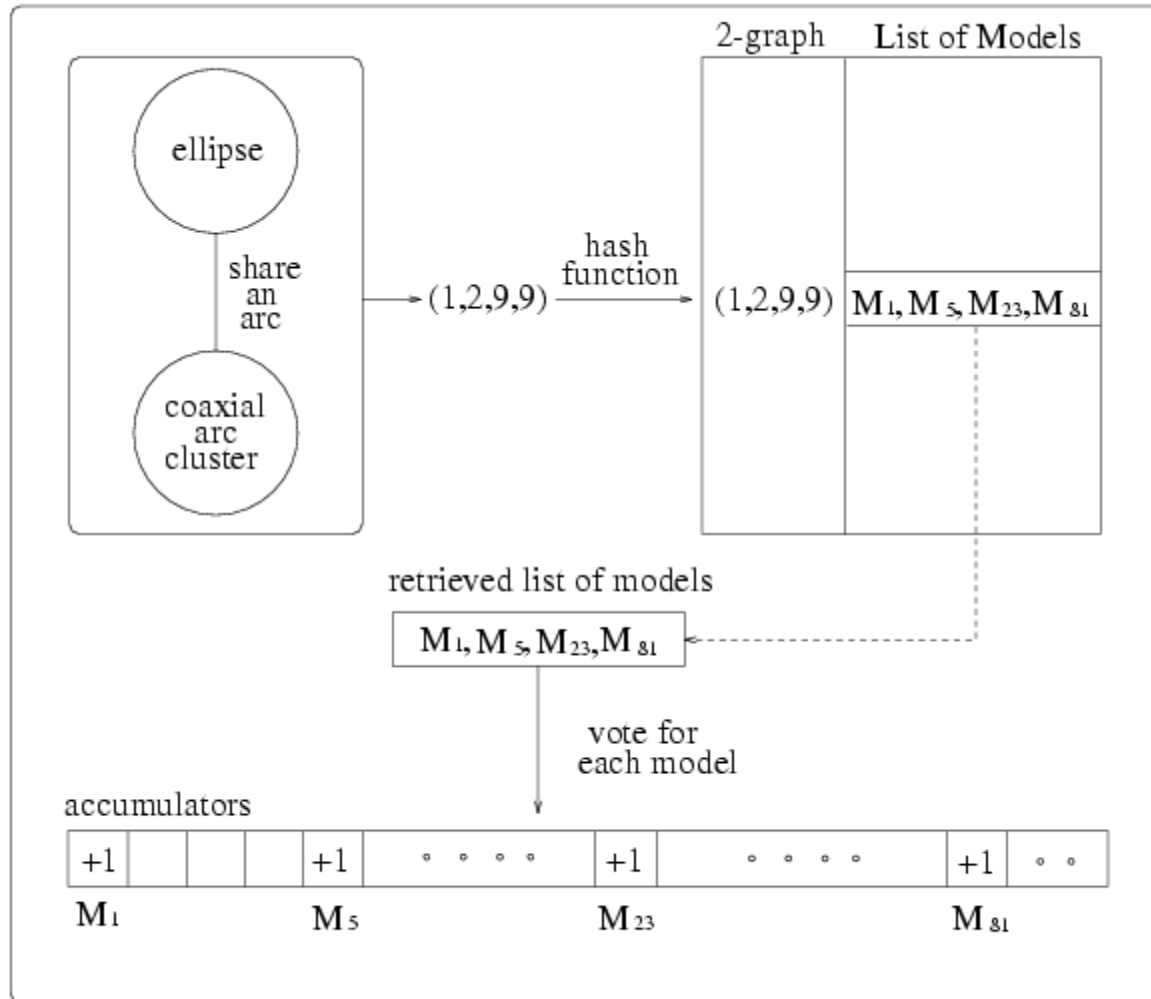 2-graph
List of Models
ellipse
share
an
arc
coaxial
arc
cluster
(1,2,9,9)
hash
function
(1,2,9,9)
M1, M5, M23, M81
retrieved list of models
M1, M5, M23, M81
vote for
each model
accumulators
+1 +1 +1 +1
M1 M5 M23 M81